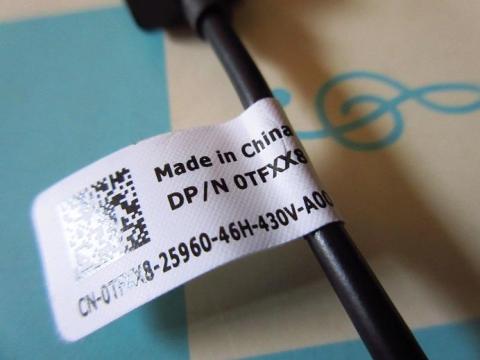 Made in China
DP/N 0TFXX8
CN-0TFXX8-25960-46H-430V-A00